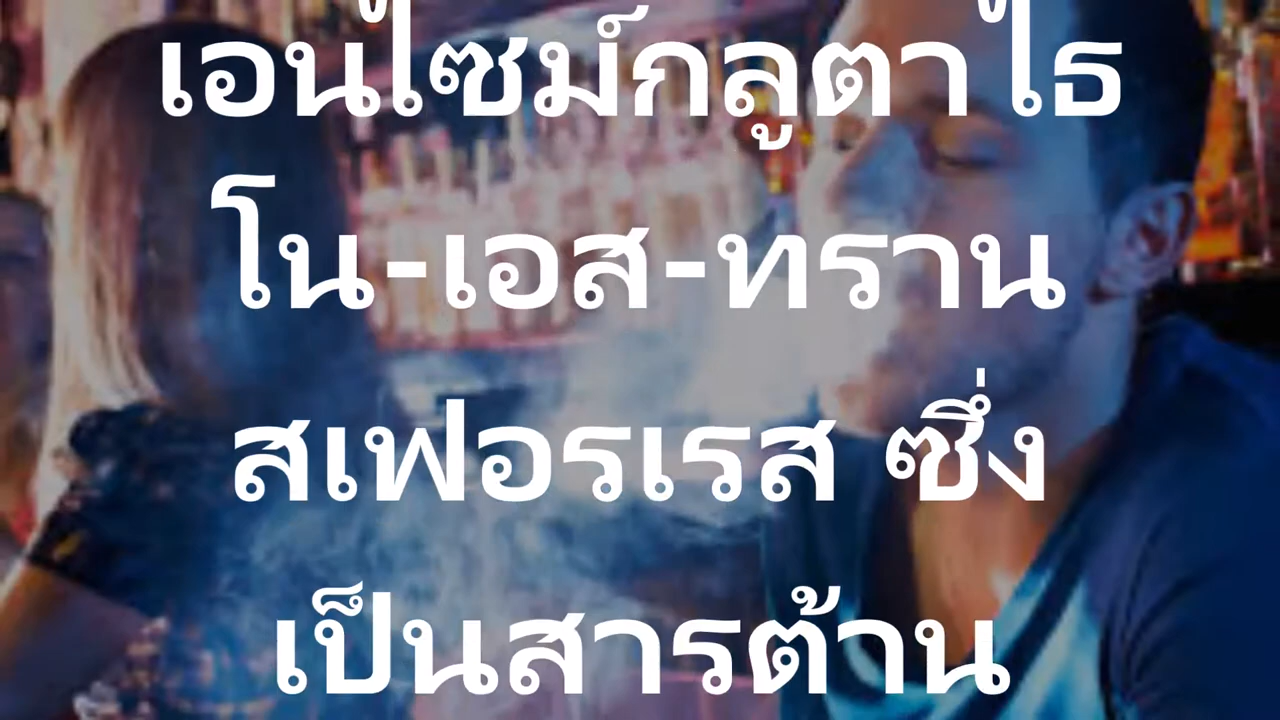 เอนไซม์กลูตาไธ
โน-เอส-ทราน
สเฟอรเรส ซึ่ง
เป็นสารต้าน